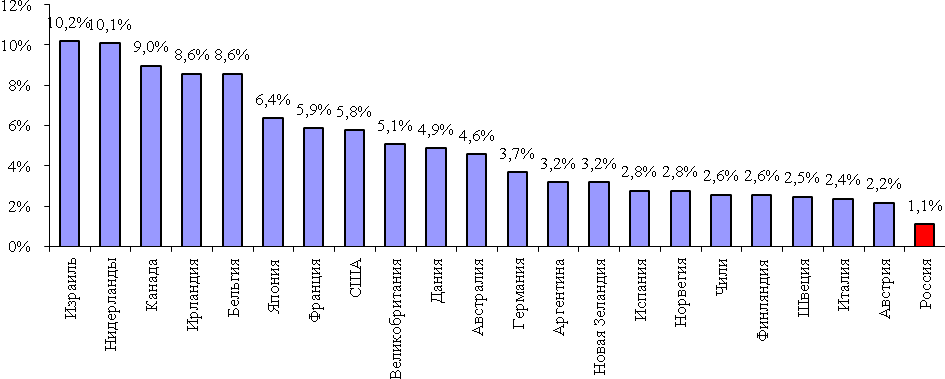 12%
10%
8%
6%
4%
2%
0%
10,2%
10,1%
9,0%
8,6%
8,6%
6,4%
5,9%
5,8%
5,1%
4,9%
4,6%
3,7%
3,2%
3,2%
2,8%
2,8%
2,6%
2,6%
2,5%
2,4%
2,2%
1,1%
Израиль
Нидерланды
Канада
Ирландия
Бельгия
Япония
Франция
США
Великобритания
Дания
Австралия
Германия
Аргентина
Новая Зеландия
Испания
Норвегия
Чили
Финляндия
Швеция
Италия
Австрия
Россия